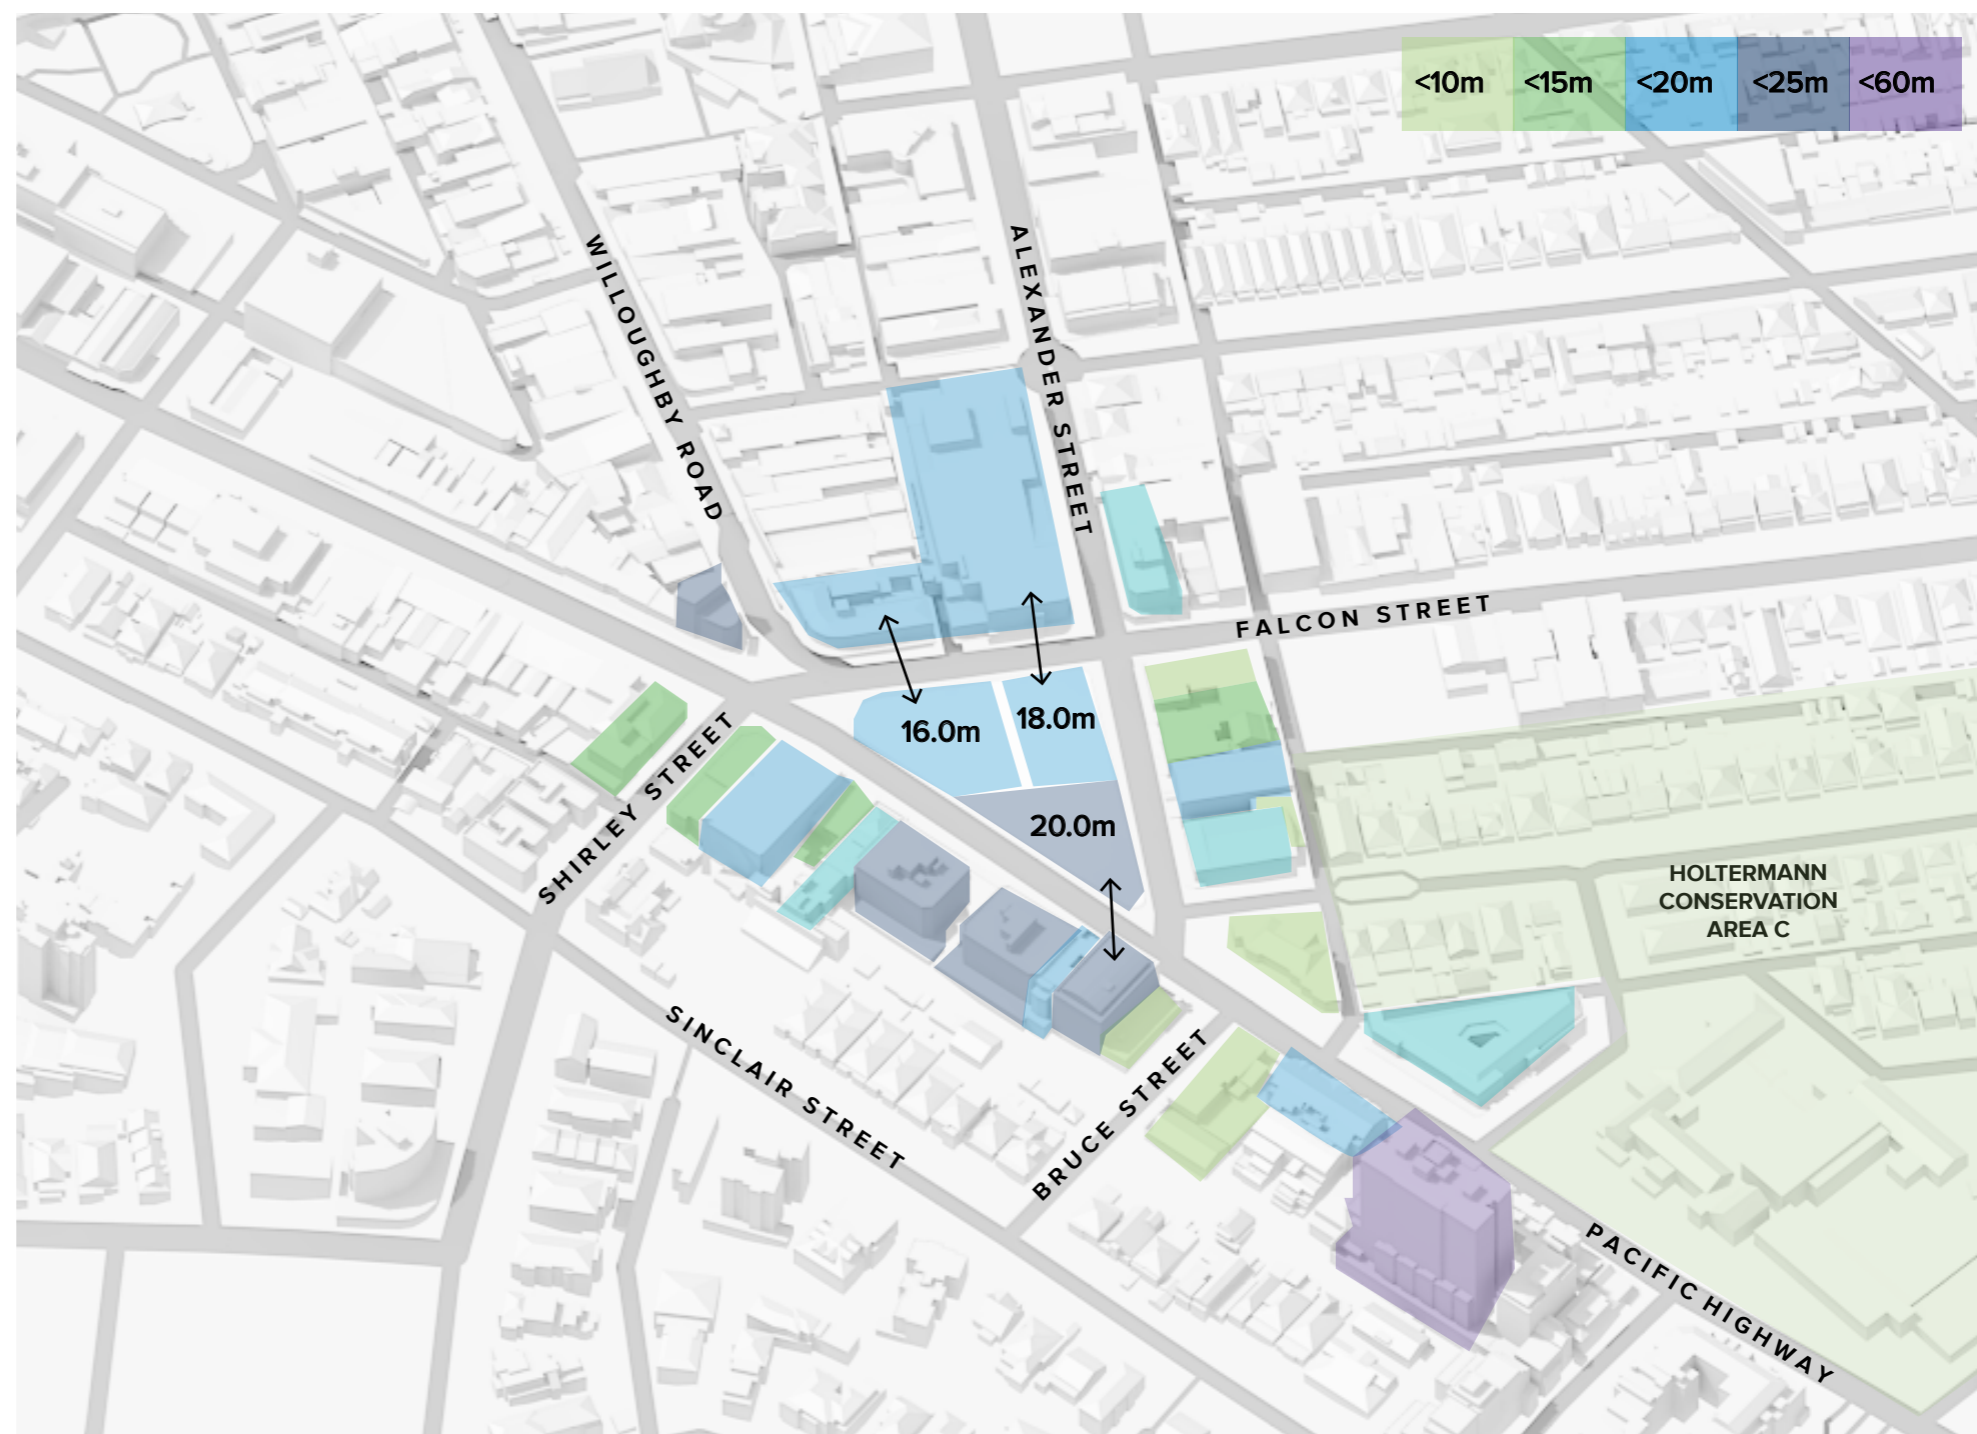 <10m <15m <20m <25m <60m
WILLOUGHBY ROAD
ALEXANDER STREET
FALCON STREET
16.0m
18.0m
20.0m
SHIRLEY STREET
HOLTERMANN
CONSERVATION
AREA C
SINCLAIR STREET
BRUCE STREET
PACIFIC HIGHWAY